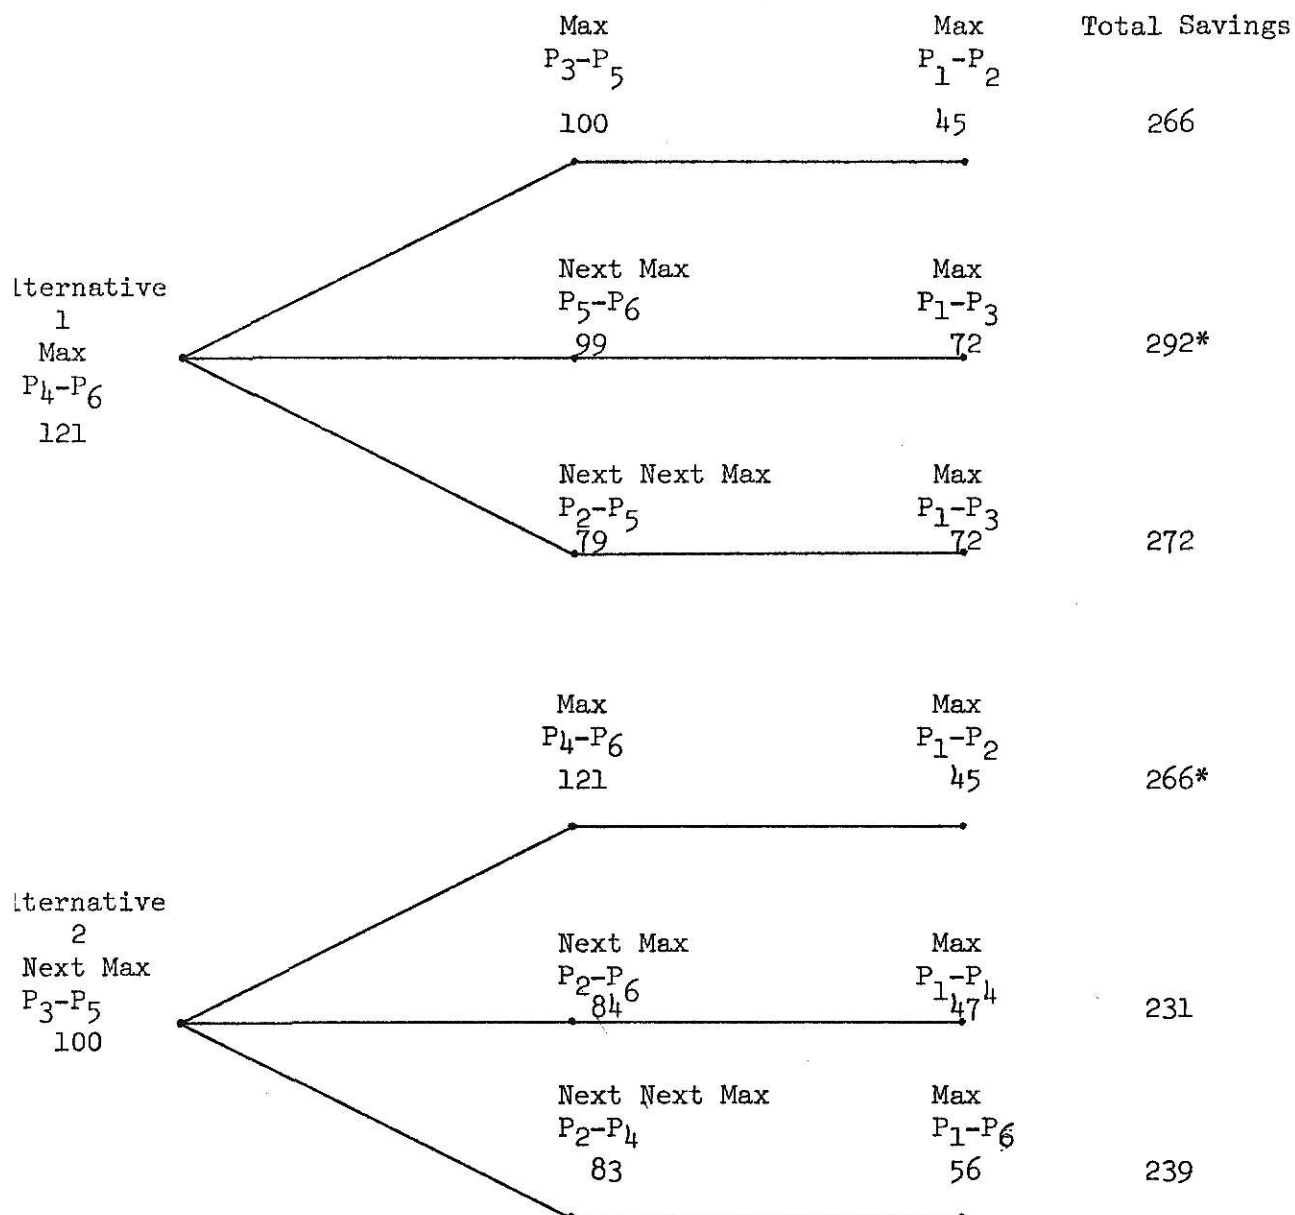 Max Max Total Savings
P3-P5 P1-P2
100 45 266
Next Max Max
lternative P5-P6 P1-P3
1 99 72 292*
Max
P4-P6
121
Next Next Max Max
P2-P5 P1-P3
79 72 272
Max Max
P4-P6 P1-P2
121 45 266*
lternative
2 Next Max Max
Next Max P2-P6 P1-P4
P3-P5 84 47 231
100
Next Next Max Max
P2-P4 P1-P6
83 56 239